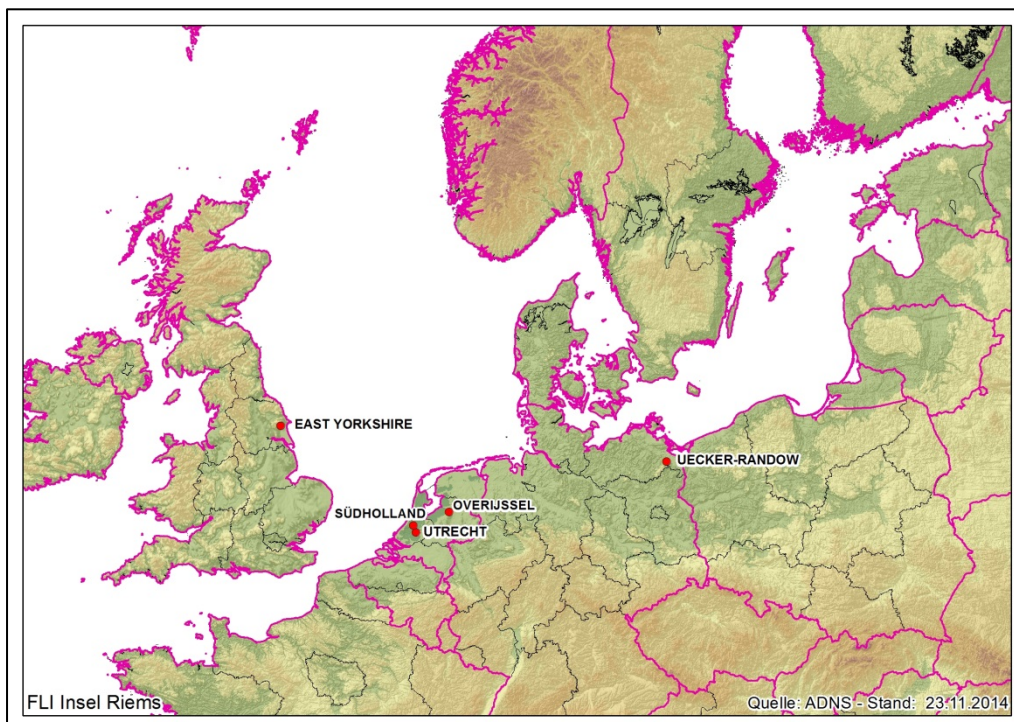 EAST YORKSHIRE
UECKER-RANDOW
OVERIJSSEL
SÜDHOLLAND
UTRECHT
FLI Insel Riems
Quelle: ADNS - Stand: 23.11.2014